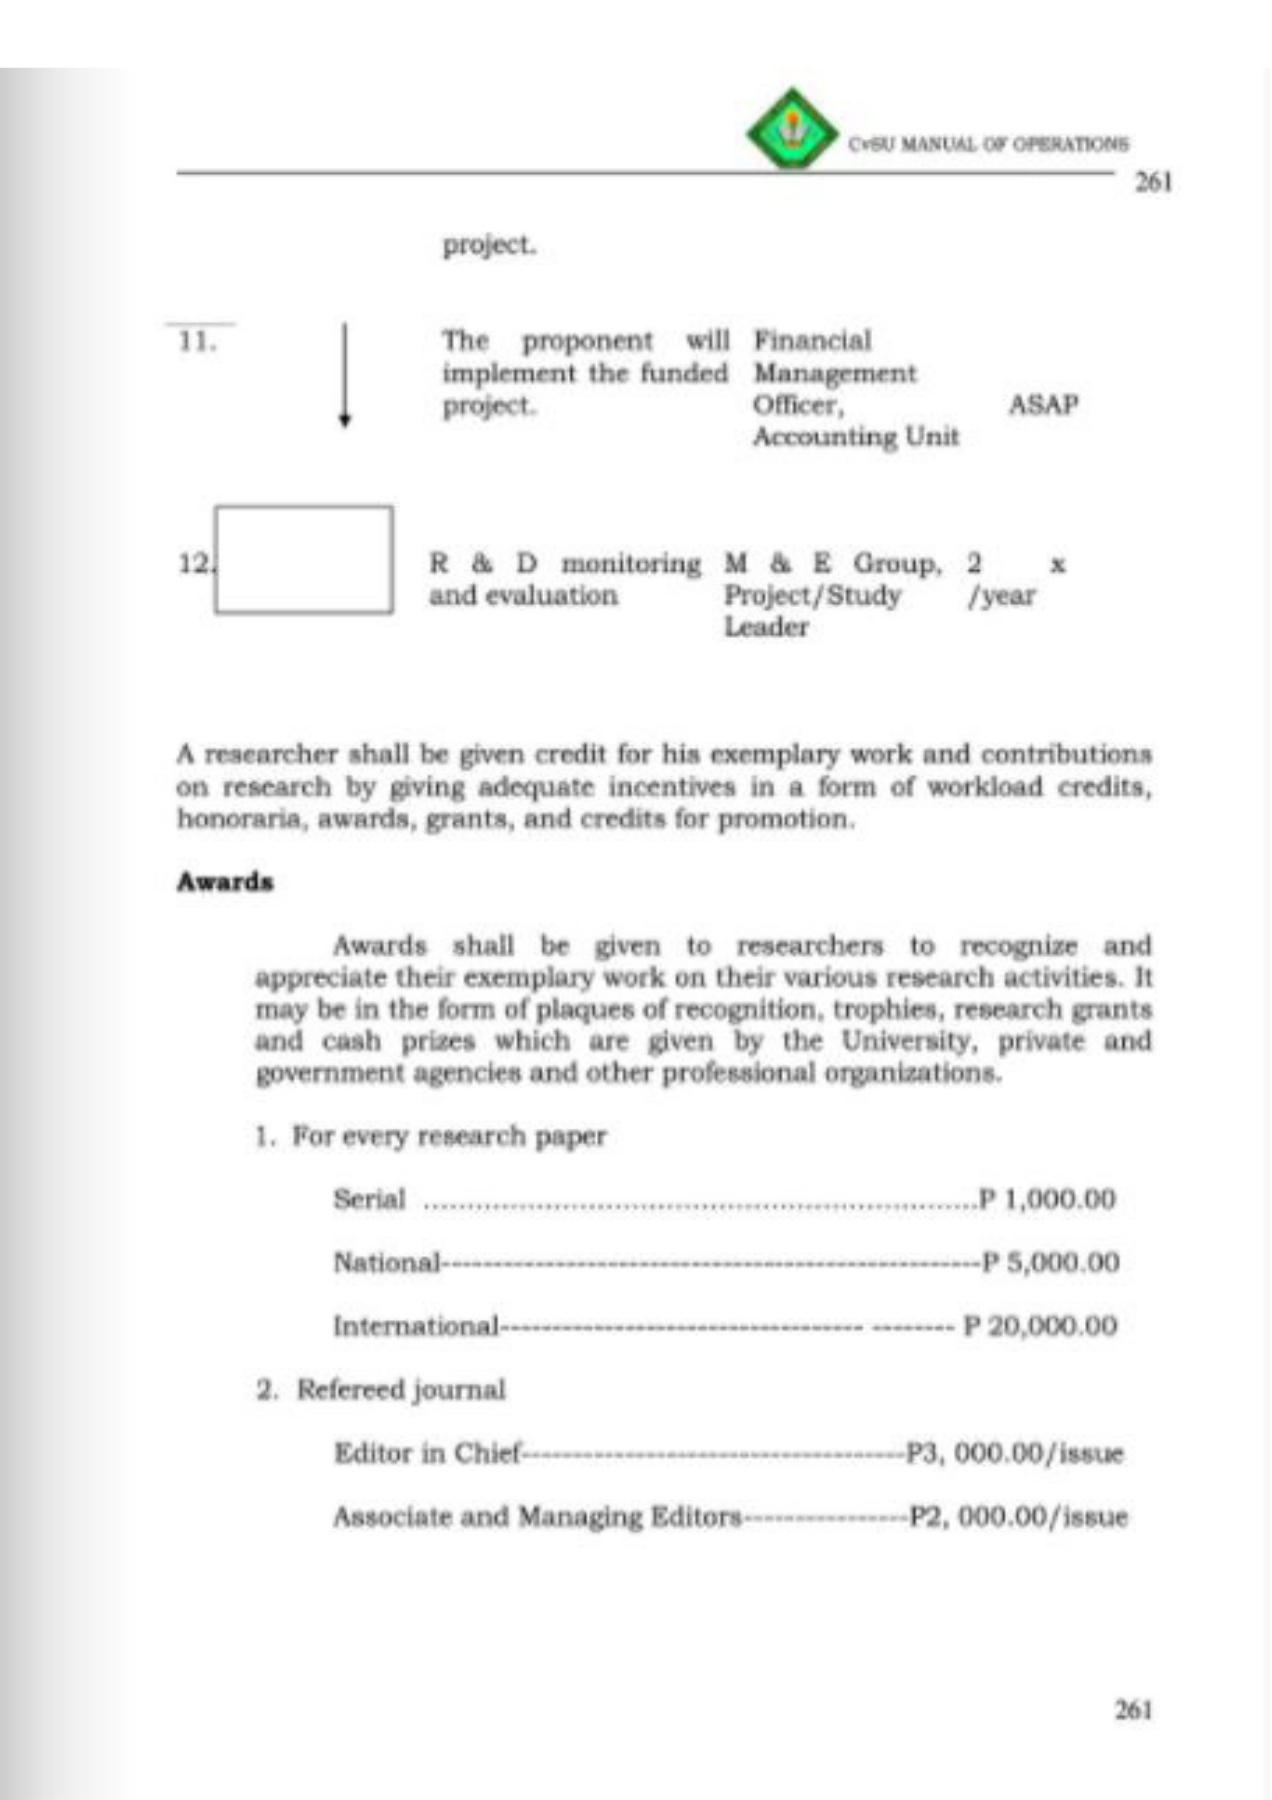 CvSU MANUAL OF OPERATIONS
261
project.
11.
The proponent will Financial
implement the funded Management
project. Officer, ASAP
Accounting Unit
12.
R & D monitoring M & E Group, 2 x
and evaluation Project/Study /year
Leader
A researcher shall be given credit for his exemplary work and contributions
on research by giving adequate incentives in a form of workload credits,
honoraria, awards, grants, and credits for promotion.
Awards
Awards shall be given to researchers to recognize and
appreciate their exemplary work on their various research activities. It
may be in the form of plaques of recognition, trophies, research grants
and cash prizes which are given by the University, private and
government agencies and other professional organizations.
1. For every research paper
Serial ................................................................P 1,000.00
National--------------------------------------------------------------P 5,000.00
International------------------------------------------ --------- P 20,000.00
2. Refereed journal
Editor in Chief--------------------------------------------P3, 000.00/issue
Associate and Managing Editors-------------------P2, 000.00/issue
261